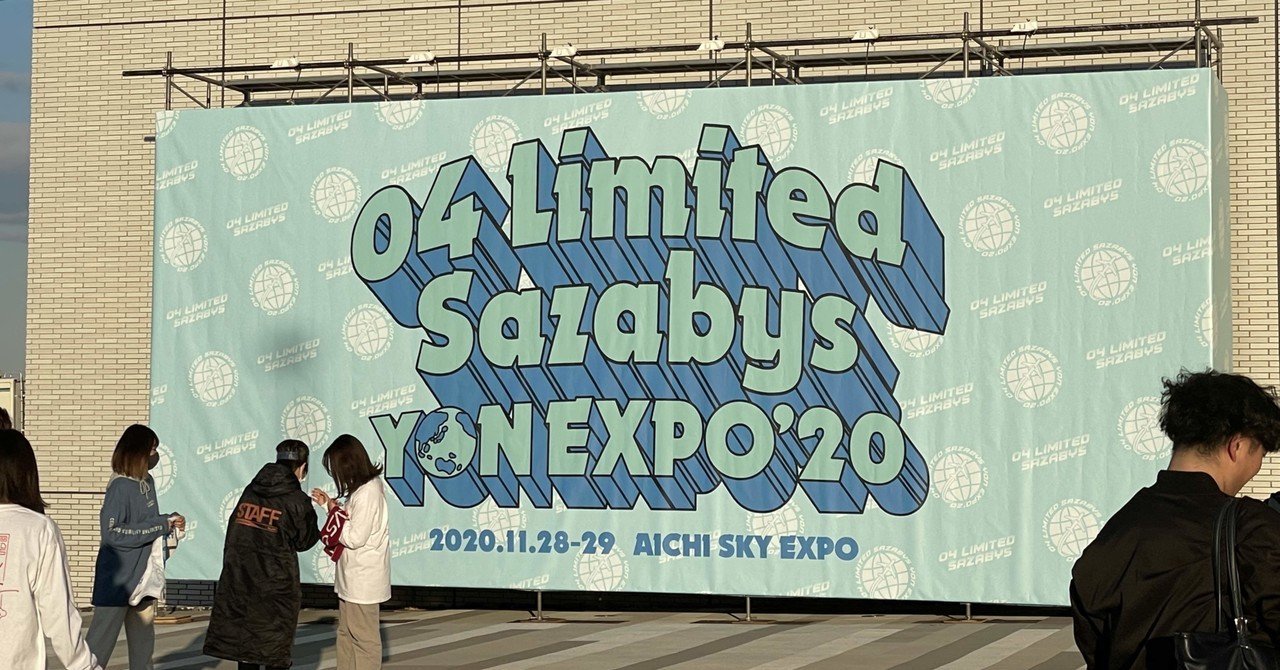 04 Limited
Sazabys
YON EXPO'20
2020.11.28-29 AICHI SKY EXPO
04 LIMITED
SAZABYS
STAFF